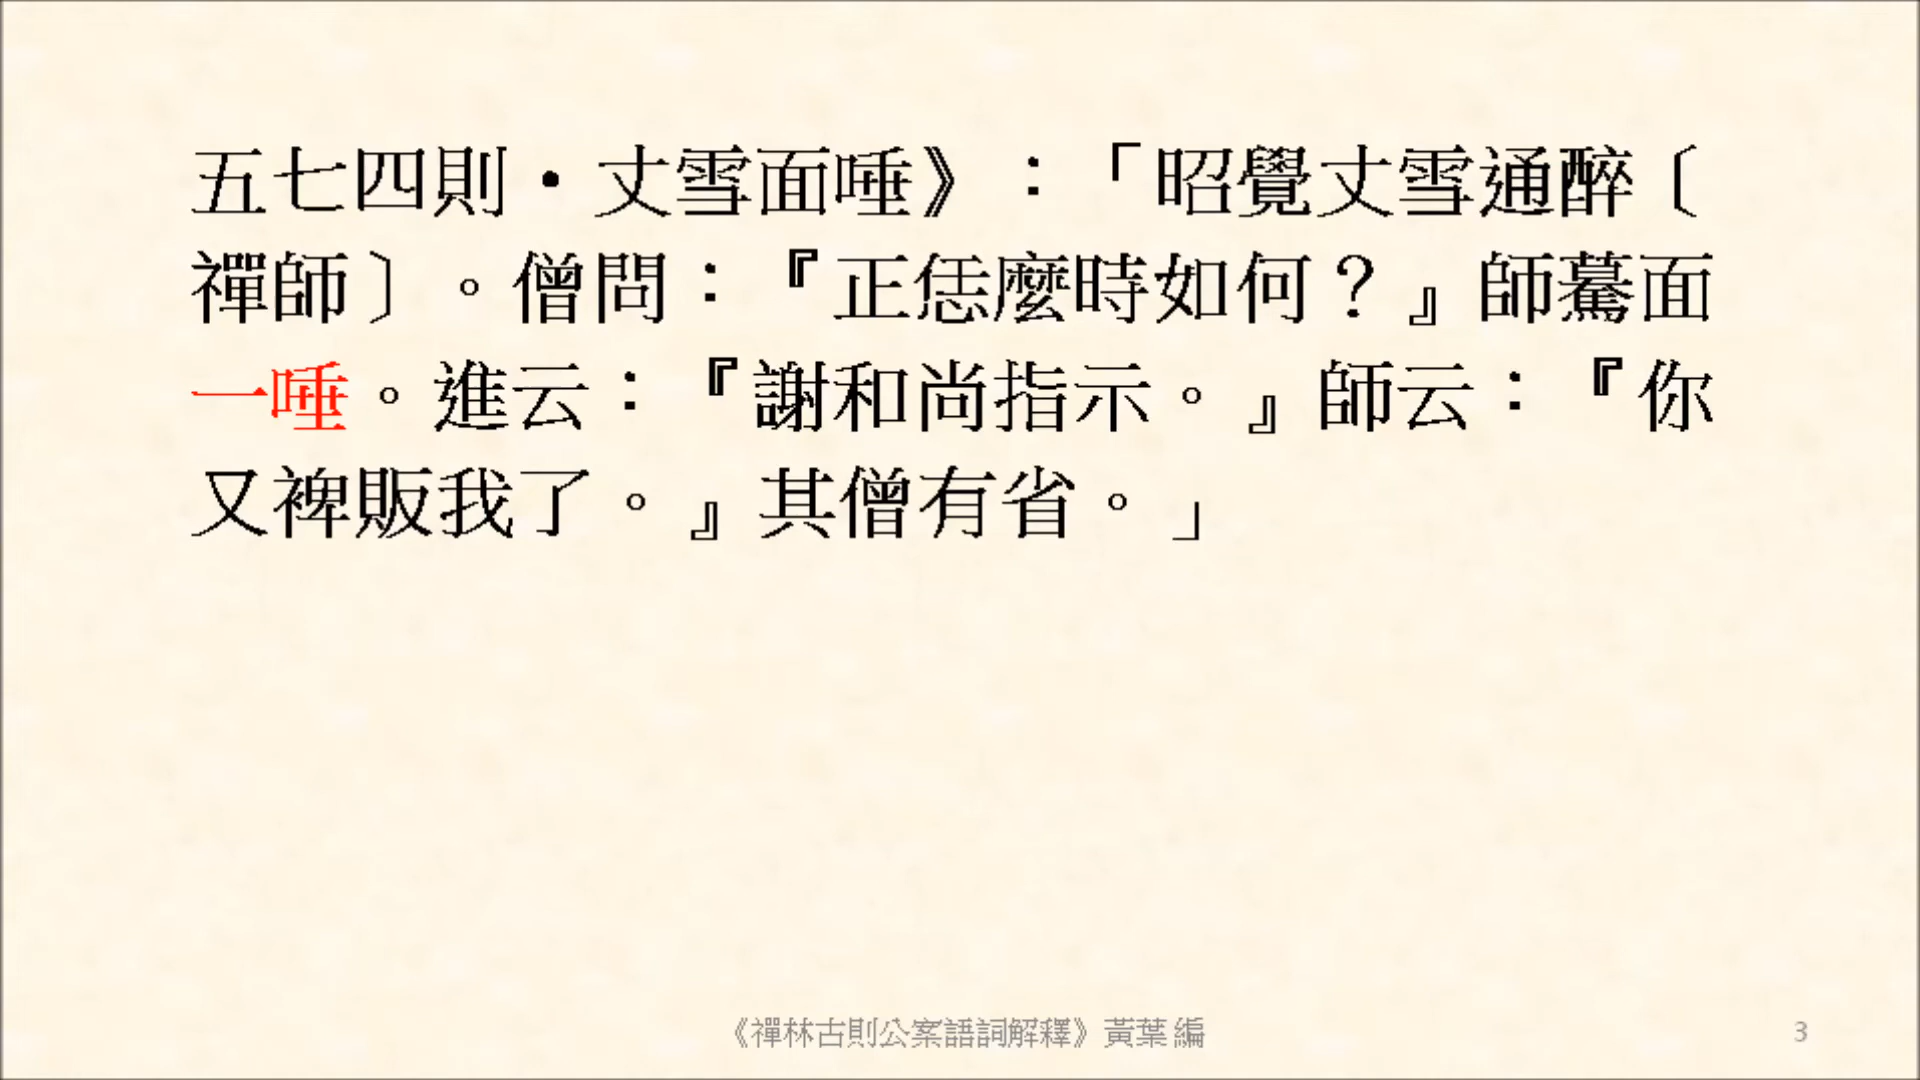 五七四則‧丈雪面唾》：「昭覺丈雪通醉〔
禪師〕。僧問：『正恁麼時如何？』師驀面
一唾。進云：『謝和尚指示。』師云：『你
又裨販我了。』其僧有省。」
《禪林古則公案語詞解釋》黃葉 編
3